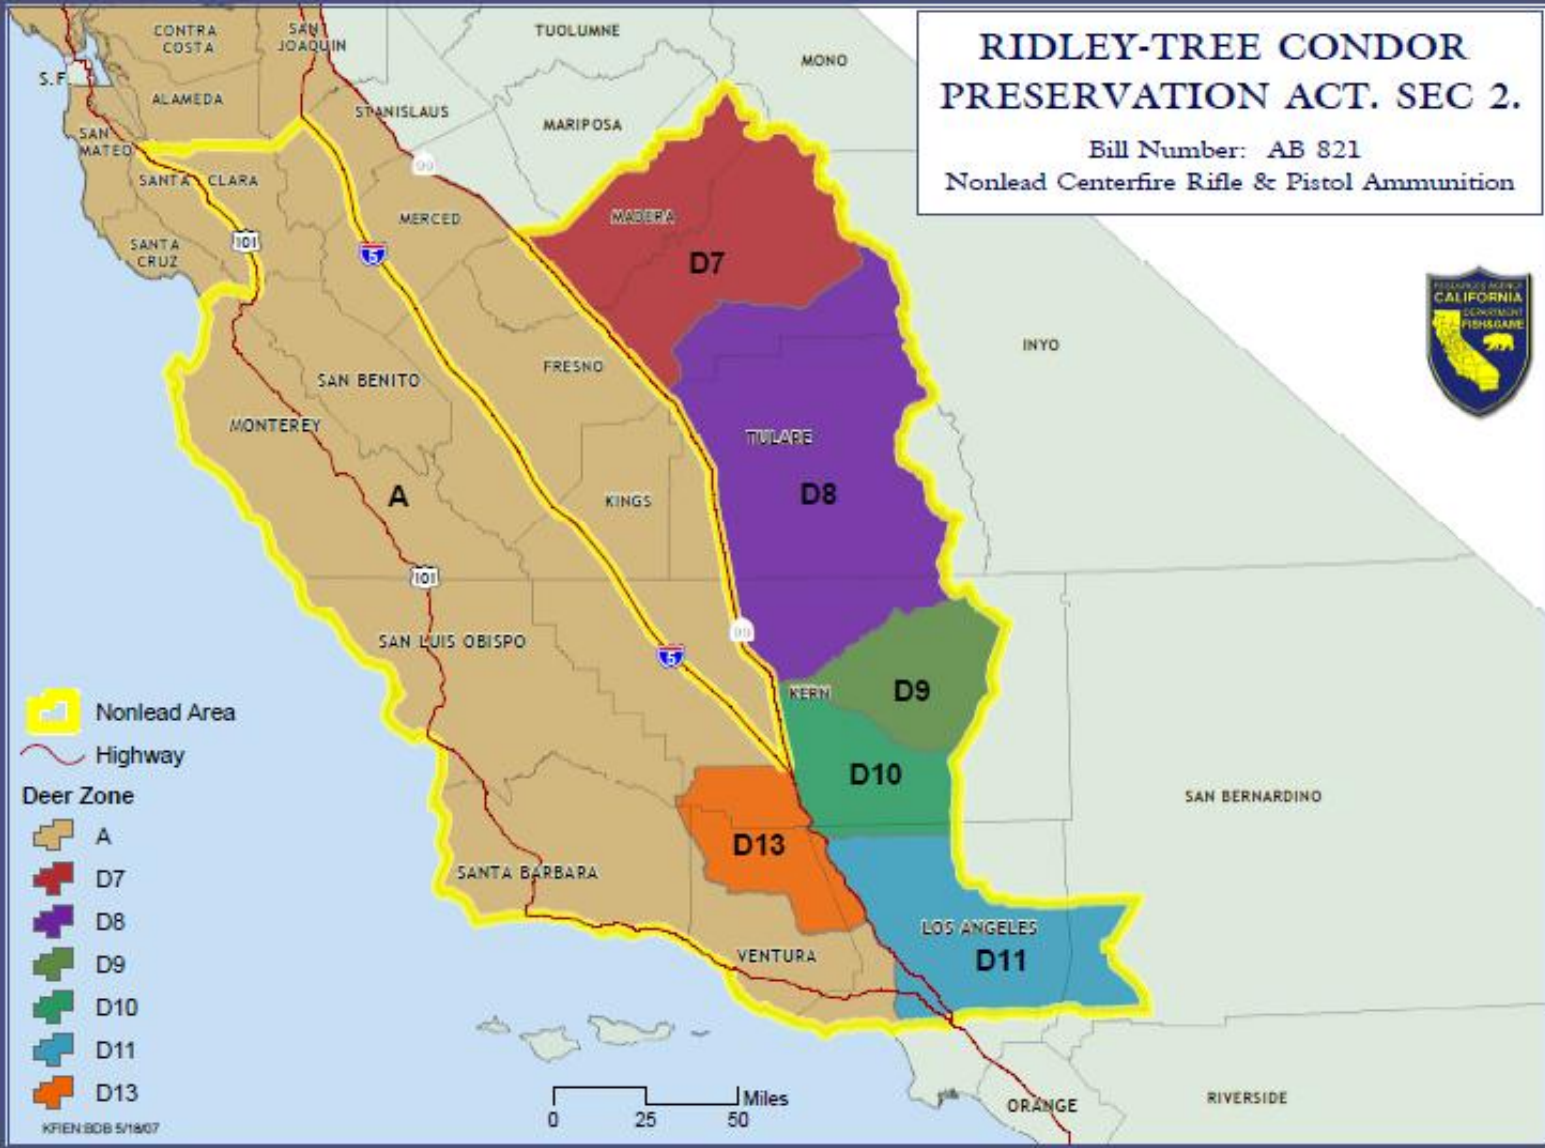 RIDLEY-TREE CONDOR
PRESERVATION ACT. SEC 2.
Bill Number: AB 821
Nonlead Centerfire Rifle & Pistol Ammunition
CONTRA
COSTA
SAN
JOAQUIN
TUOLUMNE
MONO
S.F.
ALAMEDA
STANISLAUS
MARIPOSA
SAN
MATEO
99
SANTA CLARA
MADERA
MERCED
101
SANTA
CRUZ
5
D7
CALIFORNIA
DEPARTMENT
FISH&GAME
INYO
FRESNO
SAN BENITO
MONTEREY
TULARE
A
D8
KINGS
101
99
SAN LUIS OBISPO
5
KERN
D9
D10
SAN BERNARDINO
D13
SANTA BARBARA
LOS ANGELES
D11
VENTURA
ORANGE
RIVERSIDE
Nonlead Area
Highway
Deer Zone
A
D7
D8
D9
D10
D11
D13
Miles
0 25 50
KFIEN:BDB 5/18/07